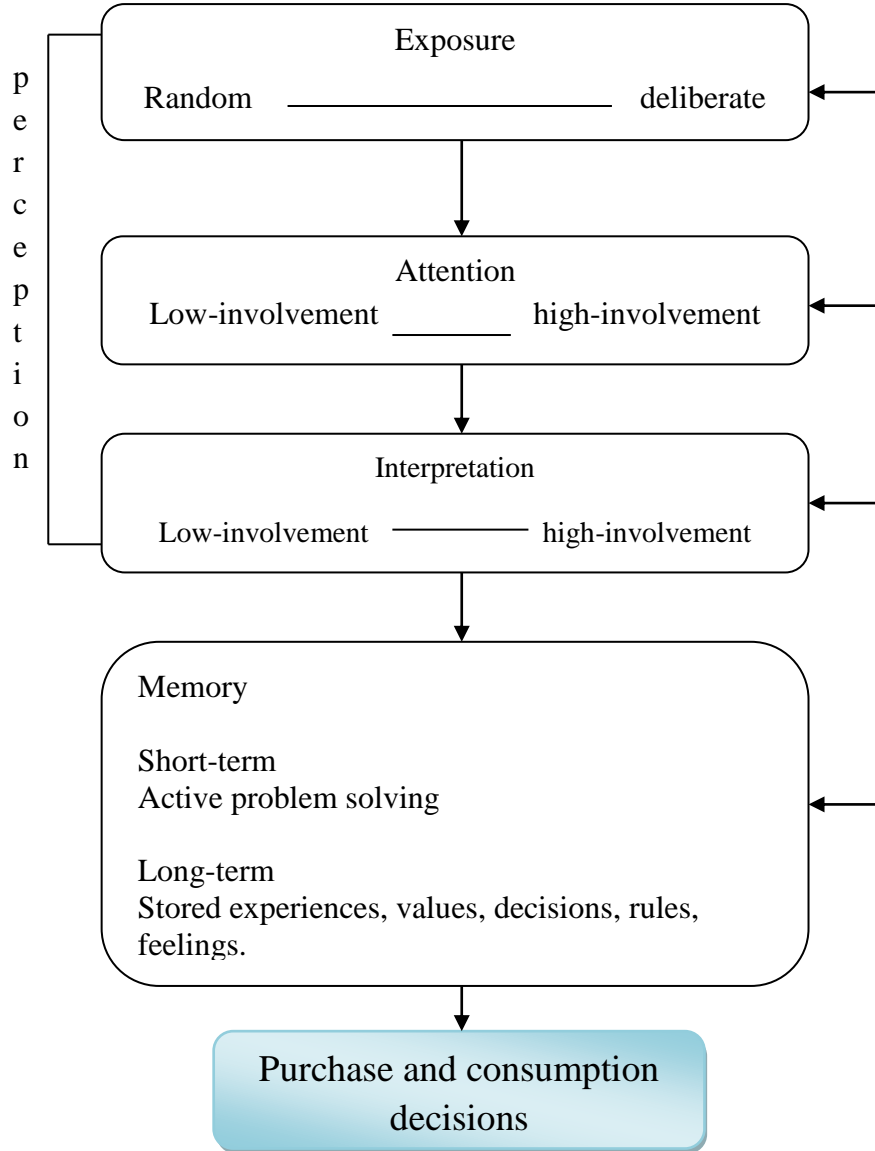 perception
Exposure
Random deliberate
Attention
Low-involvement high-involvement
Interpretation
Low-involvement high-involvement
Memory
Short-term
Active problem solving
Long-term
Stored experiences, values, decisions, rules,
feelings.
Purchase and consumption
decisions